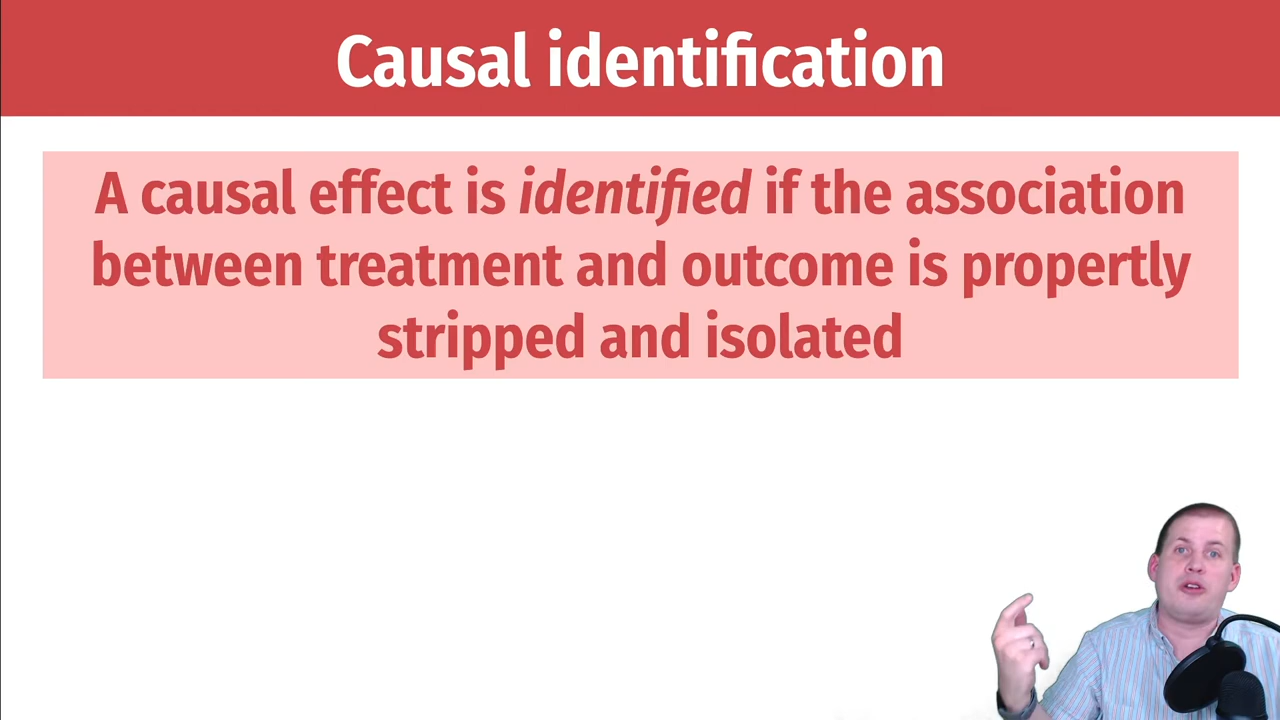 Causal identification
A causal effect is identified if the association
between treatment and outcome is propertly
stripped and isolated